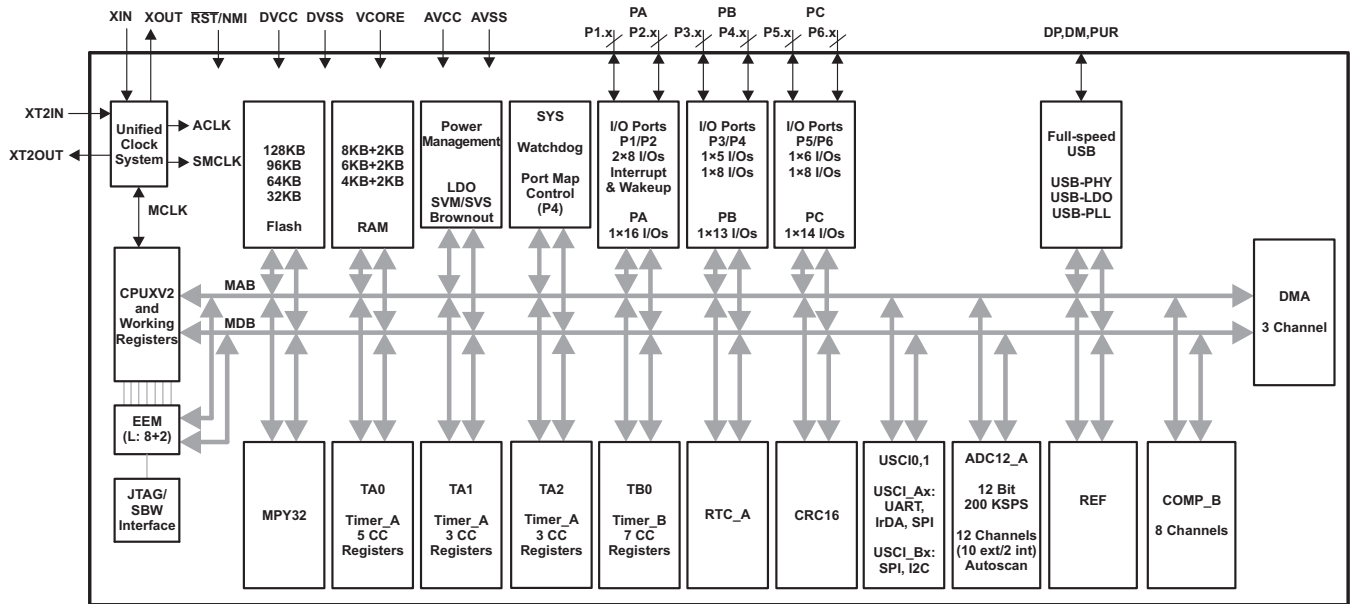 XIN
XOUT
RST/NMI
DVCC
DVSS
VCORE
AVCC
AVSS
PA
P1.x
P2.x
PB
P3.x
P4.x
PC
P5.x
P6.x
DP,DM,PUR
XT2IN
XT2OUT
Unified
Clock
System
ACLK
SMCLK
MCLK
128KB
96KB
64KB
32KB
Flash
8KB+2KB
6KB+2KB
4KB+2KB
RAM
Power
Management
LDO
SVM/SVS
Brownout
SYS
Watchdog
Port Map
Control
(P4)
I/O Ports
P1/P2
2×8 I/Os
Interrupt
& Wakeup
PA
1×16 I/Os
I/O Ports
P3/P4
1×5 I/Os
1×8 I/Os
PB
1×13 I/Os
I/O Ports
P5/P6
1×6 I/Os
1×8 I/Os
PC
1×14 I/Os
Full-speed
USB
USB-PHY
USB-LDO
USB-PLL
CPUXV2
and
Working
Registers
MAB
MDB
DMA
3 Channel
EEM
(L: 8+2)
JTAG/
SBW
Interface
MPY32
TA0
Timer_A
5 CC
Registers
TA1
Timer_A
3 CC
Registers
TA2
Timer_A
3 CC
Registers
TB0
Timer_B
7 CC
Registers
RTC_A
CRC16
USCI0,1
USCI_Ax:
UART,
IrDA, SPI
USCI_Bx:
SPI, I2C
ADC12_A
12 Bit
200 KSPS
12 Channels
(10 ext/2 int)
Autoscan
REF
COMP_B
8 Channels